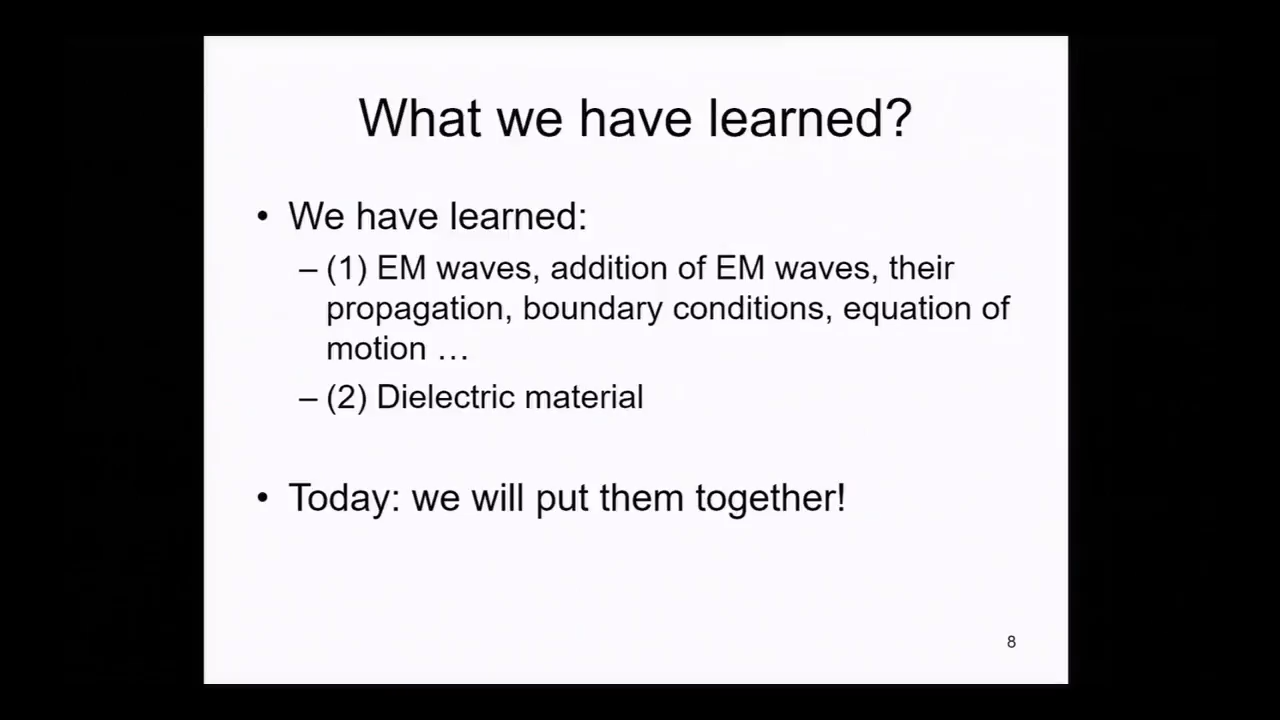 What we have learned?
• We have learned:
– (1) EM waves, addition of EM waves, their
propagation, boundary conditions, equation of
motion …
– (2) Dielectric material
• Today: we will put them together!
8